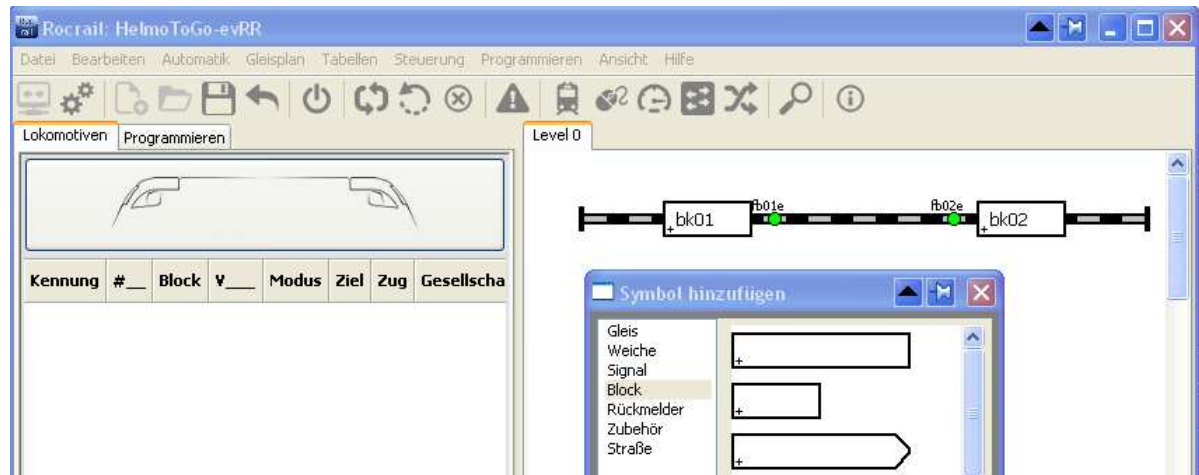 Rocrail: HelmoToGo-evRR
Datei Bearbeiten Automatik Gleisplan Tabellen Steuerung Programmieren Ansicht Hilfe
Lokomotiven Programmieren
Level 0
fb01e fb02e
bk01 bk02
Kennung #__ Block V___ Modus Ziel Zug Gesellscha
Symbol hinzufügen
Gleis
Weiche
Signal
Block
Rückmelder
Zubehör
Straße